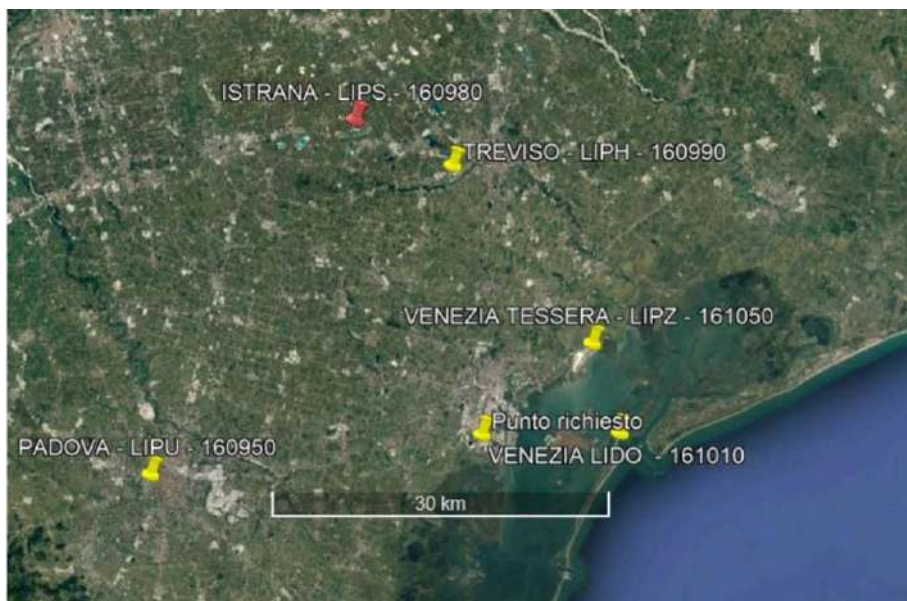 ISTRANA - LIPS - 160980
TREVISO - LIPH - 160990
VENEZIA TESSERA - LIPZ - 161050
Punto richiesto
PADOVA - LIPU - 160950
VENEZIA LIDO - 161010
30 km